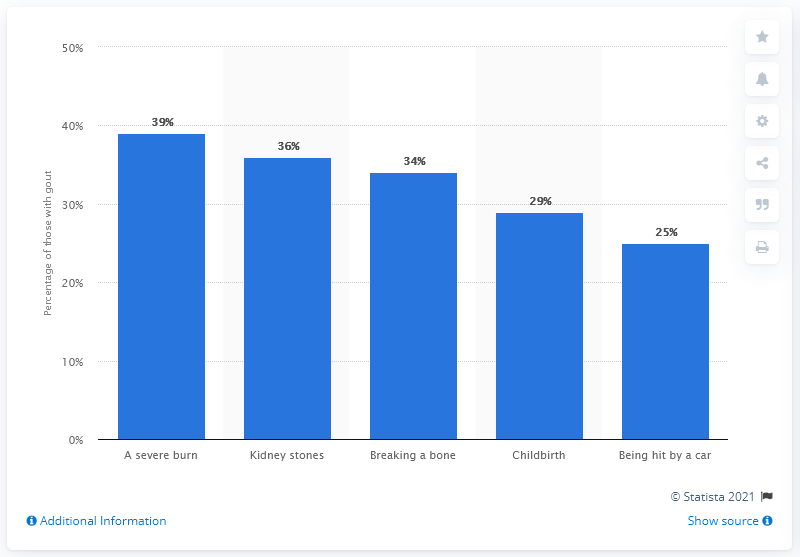 50%
40%
30%
20%
10%
0%
Percentage of those with gout
39%
36%
34%
29%
25%
A severe burn
Kidney stones
Breaking a bone
Childbirth
Being hit by a car
© Statista 2021
Additional Information
Show source